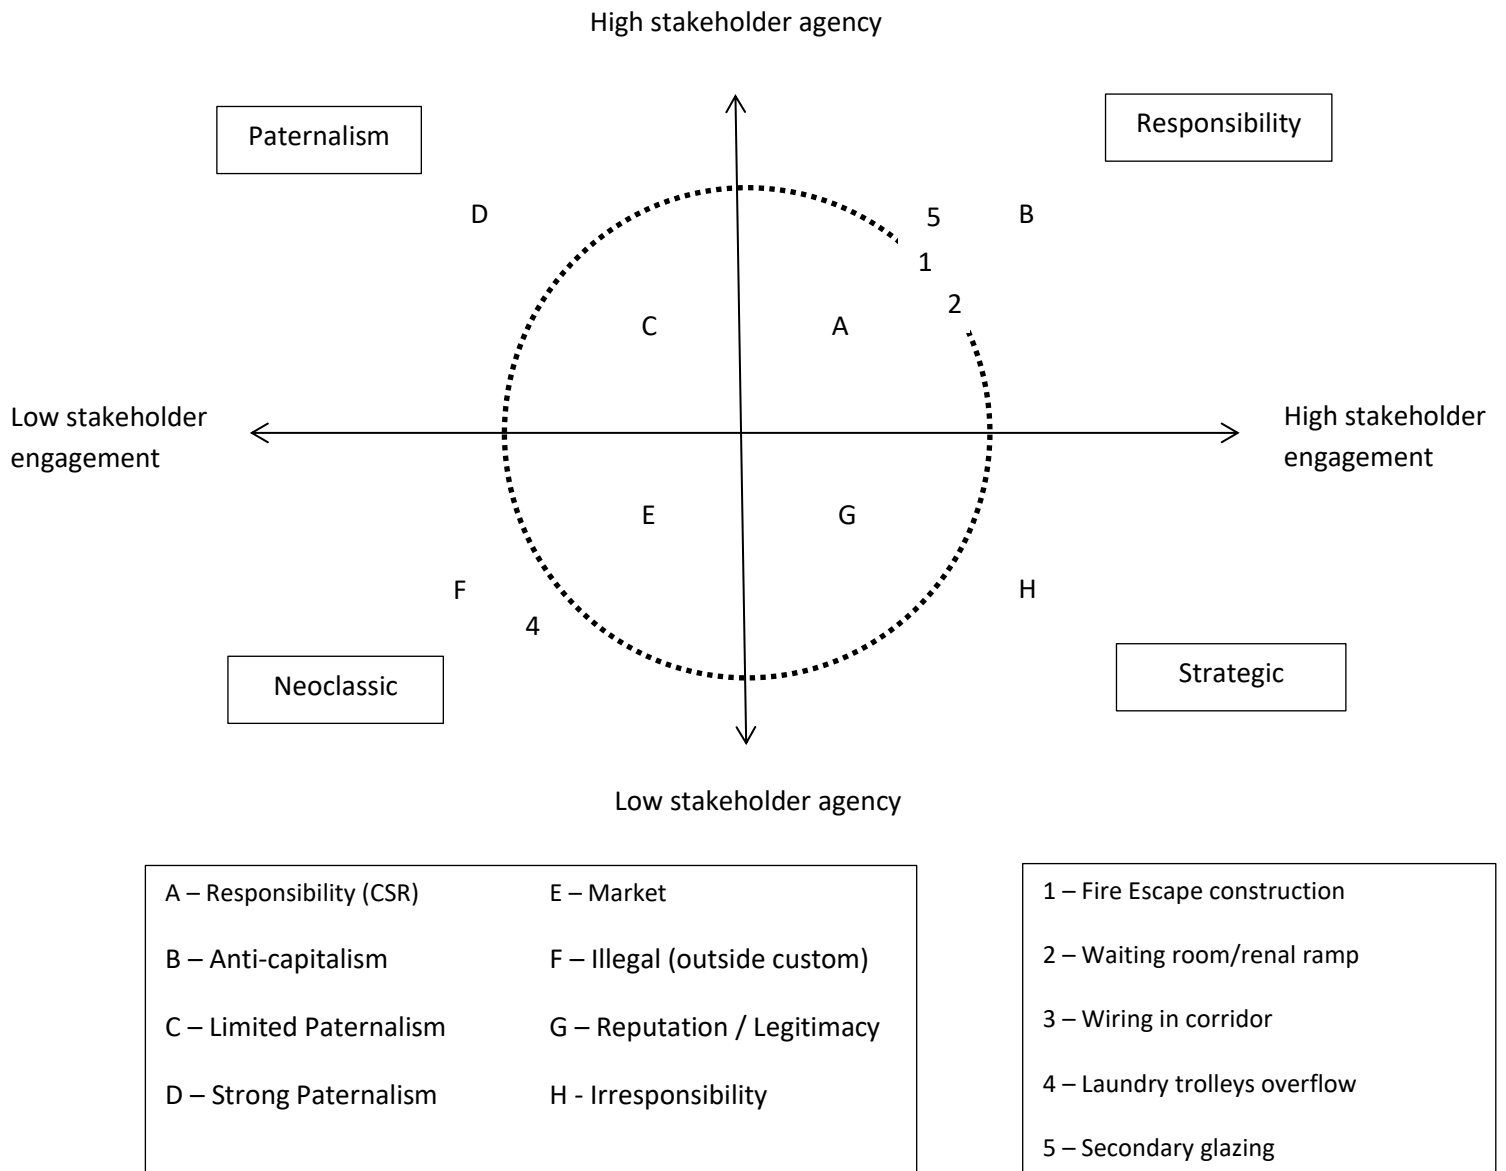 High stakeholder agency
Paternalism
Responsibility
D
5
B
1
2
C
A
Low stakeholder
engagement
High stakeholder
engagement
E
G
F
H
4
Neoclassic
Strategic
Low stakeholder agency
A – Responsibility (CSR)
B – Anti-capitalism
C – Limited Paternalism
D – Strong Paternalism
E – Market
F – Illegal (outside custom)
G – Reputation / Legitimacy
H - Irresponsibility
1 – Fire Escape construction
2 – Waiting room/renal ramp
3 – Wiring in corridor
4 – Laundry trolleys overflow
5 – Secondary glazing